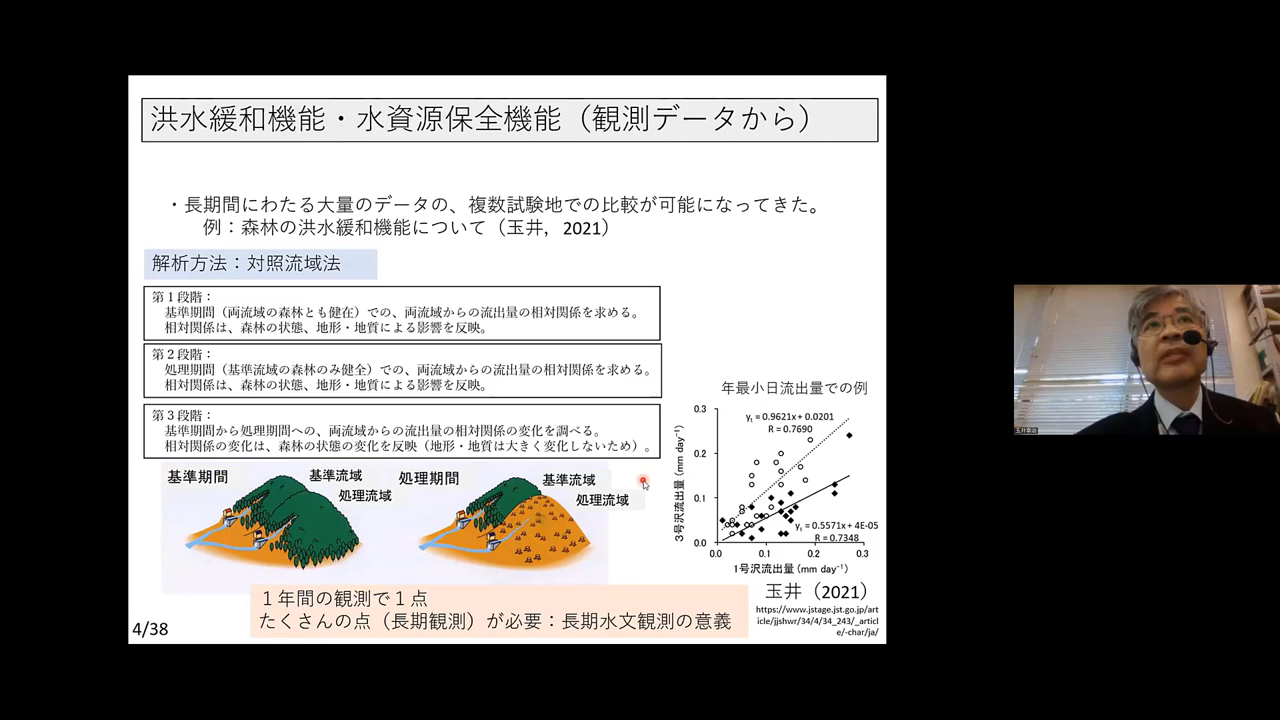 洪水緩和機能・水資源保全機能（観測データから）
・長期間にわたる大量のデータの、複数試験地での比較が可能になってきた。
例：森林の洪水緩和機能について（玉井，2021）
解析方法：対照流域法
第１段階：
基準期間（両流域の森林とも健在）での、両流域からの流出量の相対関係を求める。
相対関係は、森林の状態、地形・地質による影響を反映。
第２段階：
処理期間（基準流域の森林のみ健全）での、両流域からの流出量の相対関係を求める。
相対関係は、森林の状態、地形・地質による影響を反映。
第３段階：
基準期間から処理期間への、両流域からの流出量の相対関係の変化を調べる。
相対関係の変化は、森林の状態の変化を反映（地形・地質は大きく変化しないため）。
基準期間
基準流域
処理流域
処理期間
基準流域
処理流域
年最小日流出量での例
yₜ = 0.9621x + 0.0201
R = 0.7690
yₜ = 0.5571x + 4E-05
R = 0.7348
3号沢流出量 (mm day⁻¹)
0.3
0.2
0.1
0.0
0.0 0.1 0.2 0.3
1号沢流出量 (mm day⁻¹)
玉井（2021）
https://www.jstage.jst.go.jp/art
icle/jjshwr/34/4/34_243/_articl
e/-char/ja/
１年間の観測で１点
たくさんの点（長期観測）が必要：長期水文観測の意義
4/38
玉井幸治